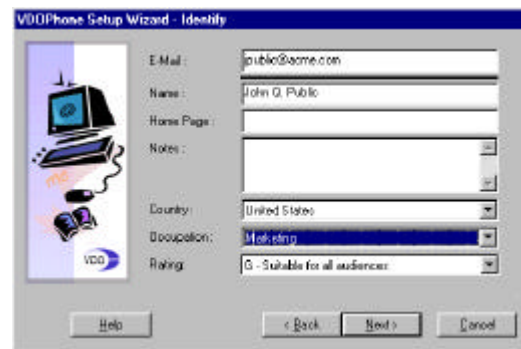 VDOPhone Setup Wizard - Identify
E-Mail :
jpublic@acme.com
Name :
John Q. Public
Home Page :
Notes :
Country :
United States
Occupation :
Marketing
Rating:
G - Suitable for all audiences
VDO
Help
< Back
Next >
Cancel